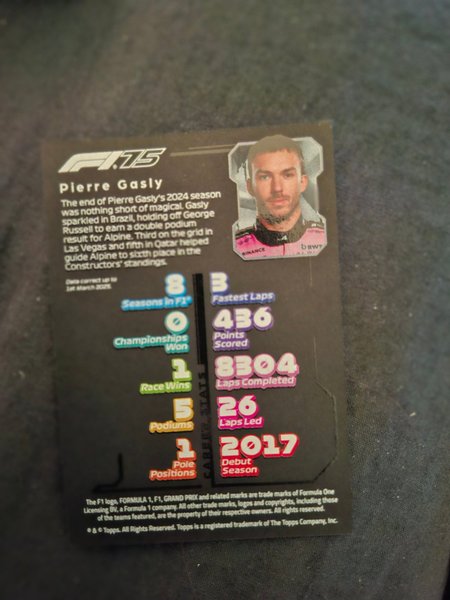 F1 75
Pierre Gasly
The end of Pierre Gasly's 2024 season
was nothing short of magical. Gasly
sparkled in Brazil, holding off George
Russell to earn a double podium
result for Alpine. Third on the grid in
Las Vegas and fifth in Qatar helped
guide Alpine to sixth place in the
Constructors' standings.
BINANCE
BWT
Data correct up to
1st March 2025
8
Seasons in F1®
0
Championships
Won
1
Race Wins
5
Podiums
1
Pole
Positions
CAREER STATS
3
Fastest Laps
436
Points
Scored
8304
Laps Completed
26
Laps Led
2017
Debut
Season
The F1 logo, FORMULA 1, F1, GRAND PRIX and related marks are trade marks of Formula One
Licensing BV, a Formula 1 company. All other trade marks, logos and copyrights, including those
of the teams featured, are the property of their respective owners. All rights reserved.
® & © Topps. All Rights Reserved. Topps is a registered trademark of The Topps Company, Inc.